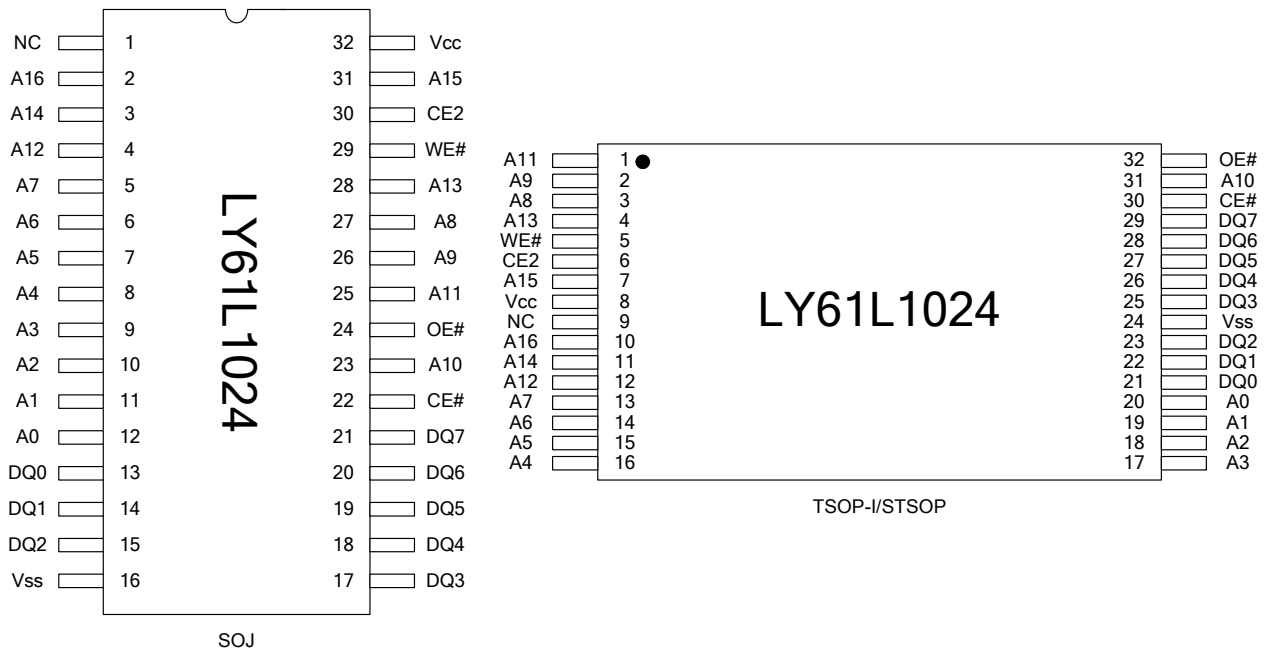 NC 1 32 Vcc
A16 2 31 A15
A14 3 30 CE2
A12 4 29 WE#
A7 5 28 A13
A6 6 27 A8
A5 7 26 A9
A4 8 25 A11
A3 9 24 OE#
A2 10 23 A10
A1 11 22 CE#
A0 12 21 DQ7
DQ0 13 20 DQ6
DQ1 14 19 DQ5
DQ2 15 18 DQ4
Vss 16 17 DQ3
LY61L1024
SOJ
A11 1 32 OE#
A9 2 31 A10
A8 3 30 CE#
A13 4 29 DQ7
WE# 5 28 DQ6
CE2 6 27 DQ5
A15 7 26 DQ4
Vcc 8 25 DQ3
NC 9 24 Vss
A16 10 23 DQ2
A14 11 22 DQ1
A12 12 21 DQ0
A7 13 20 A0
A6 14 19 A1
A5 15 18 A2
A4 16 17 A3
LY61L1024
TSOP-I/STSOP